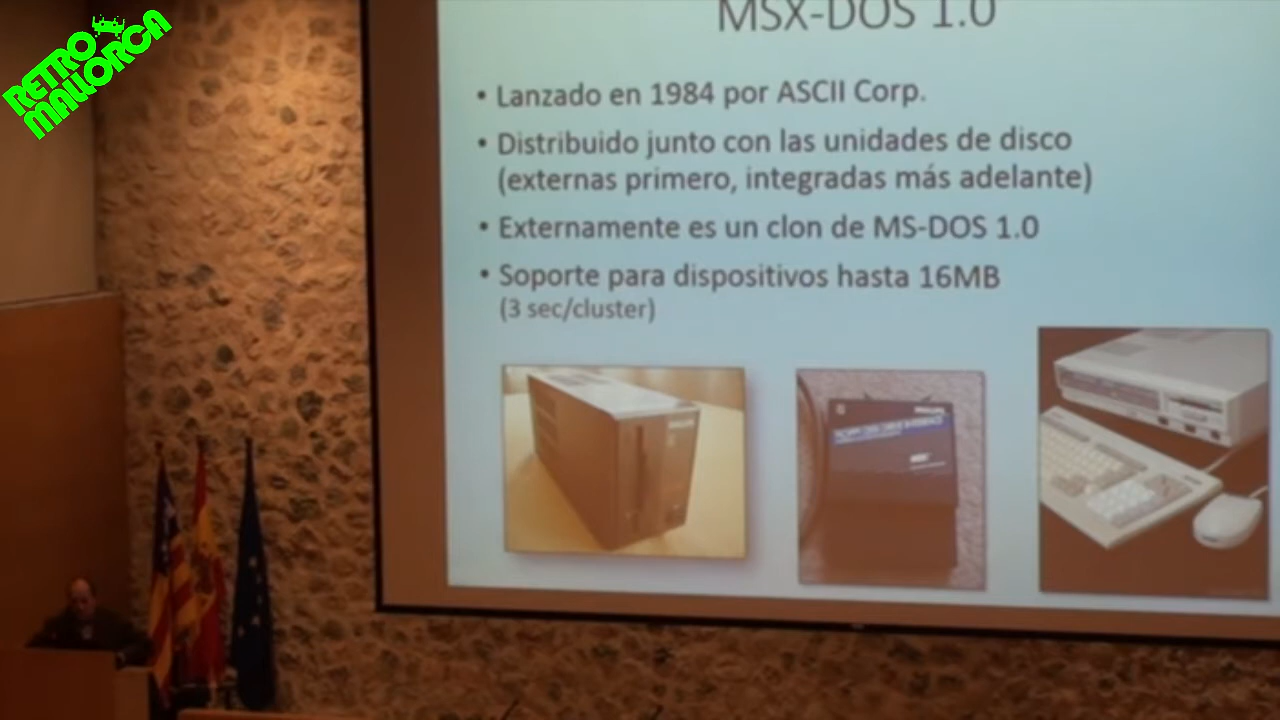 RETRO
MALLORCA
MSX-DOS 1.0
• Lanzado en 1984 por ASCII Corp.
• Distribuido junto con las unidades de disco
(externas primero, integradas más adelante)
• Externamente es un clon de MS-DOS 1.0
• Soporte para dispositivos hasta 16MB
(3 sec/cluster)